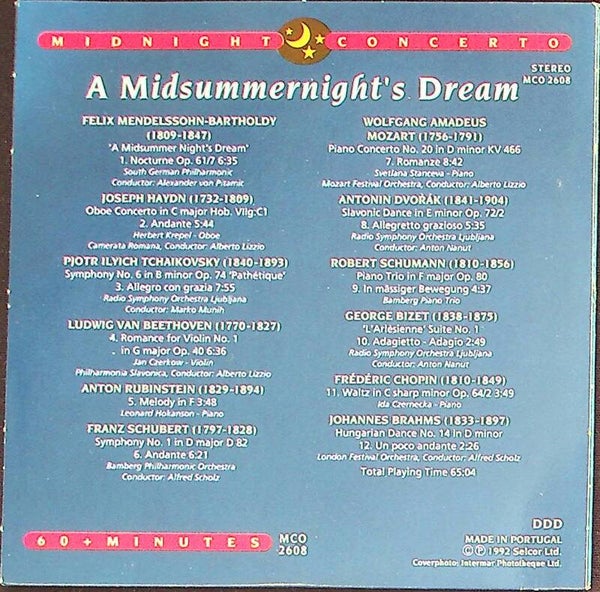 MIDNIGHT CONCERTO
STEREO
MCO 2608
A Midsummernight's Dream
FELIX MENDELSSOHN-BARTHOLDY
(1809-1847)
'A Midsummer Night's Dream'
1. Nocturne Op. 61/7 6:35
South German Philharmonic
Conductor: Alexander von Pitamic
JOSEPH HAYDN (1732-1809)
Oboe Concerto in C major Hob. VIIg:C1
2. Andante 5:44
Herbert Krepel - Oboe
Camerata Romana, Conductor: Alberto Lizzio
PJOTR ILYICH TCHAIKOVSKY (1840-1893)
Symphony No. 6 in B minor Op. 74 'Pathétique'
3. Allegro con grazia 7:55
Radio Symphony Orchestra Ljubljana
Conductor: Marko Munih
LUDWIG VAN BEETHOVEN (1770-1827)
4. Romance for Violin No. 1
in G major Op. 40 6:36
Jan Czerkow - Violin
Philharmonia Slavonica, Conductor: Alberto Lizzio
ANTON RUBINSTEIN (1829-1894)
5. Melody in F 3:48
Leonard Hokanson - Piano
FRANZ SCHUBERT (1797-1828)
Symphony No. 1 in D major D 82
6. Andante 6:21
Bamberg Philharmonic Orchestra
Conductor: Alfred Scholz
WOLFGANG AMADEUS
MOZART (1756-1791)
Piano Concerto No. 20 in D minor KV 466
7. Romanze 8:42
Svetlana Stanceva - Piano
Mozart Festival Orchestra, Conductor: Alberto Lizzio
ANTONIN DVOŘÁK (1841-1904)
Slavonic Dance in E minor Op. 72/2
8. Allegretto grazioso 5:35
Radio Symphony Orchestra Ljubljana
Conductor: Anton Nanut
ROBERT SCHUMANN (1810-1856)
Piano Trio in F major Op. 80
9. In mässiger Bewegung 4:37
Bamberg Piano Trio
GEORGE BIZET (1838-1875)
'L'Arlésienne' Suite No. 1
10. Adagietto - Adagio 2:49
Radio Symphony Orchestra Ljubljana
Conductor: Anton Nanut
FRÉDÉRIC CHOPIN (1810-1849)
11. Waltz in C sharp minor Op. 64/2 3:49
Ida Czernecka - Piano
JOHANNES BRAHMS (1833-1897)
Hungarian Dance No. 14 in D minor
12. Un poco andante 2:26
London Festival Orchestra, Conductor: Alfred Scholz
Total Playing Time 65:04
60+MINUTES
MCO
2608
DDD
MADE IN PORTUGAL
© ℗ 1992 Selcor Ltd.
Coverphoto: Intermar Phototheque Ltd.